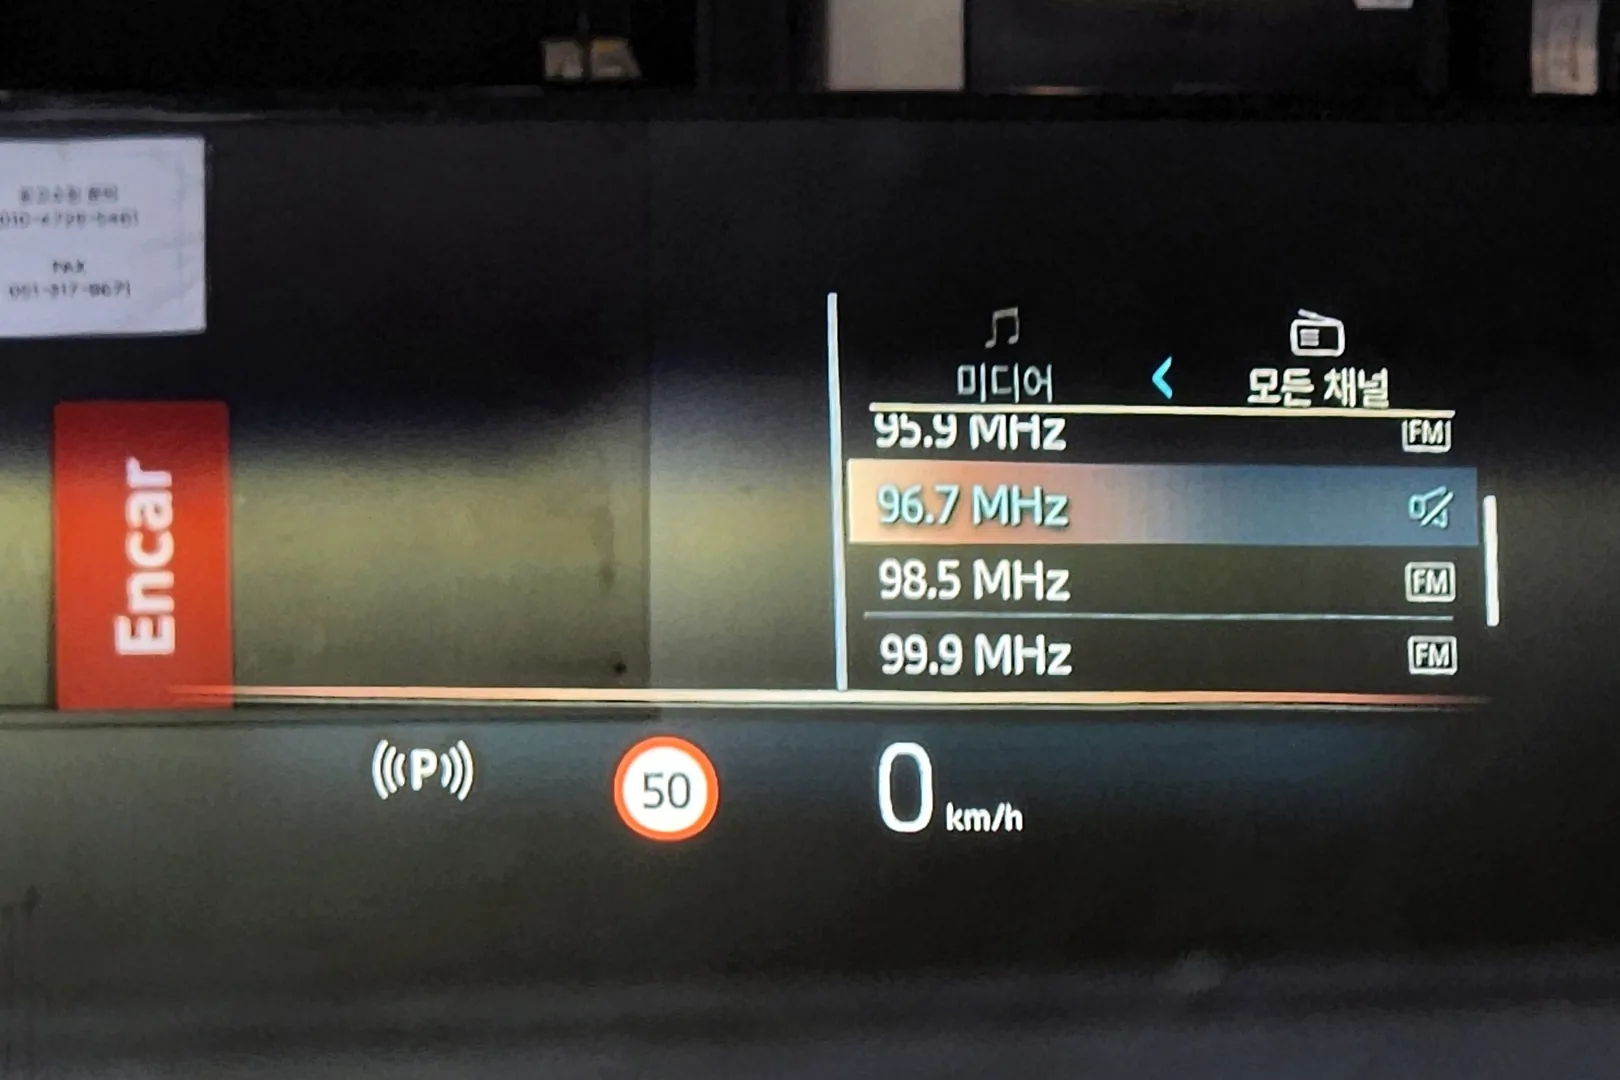 FAX
Encar
미디어
모든 채널
95.9 MHz FM
96.7 MHz
98.5 MHz FM
99.9 MHz FM
P
50
0 km/h